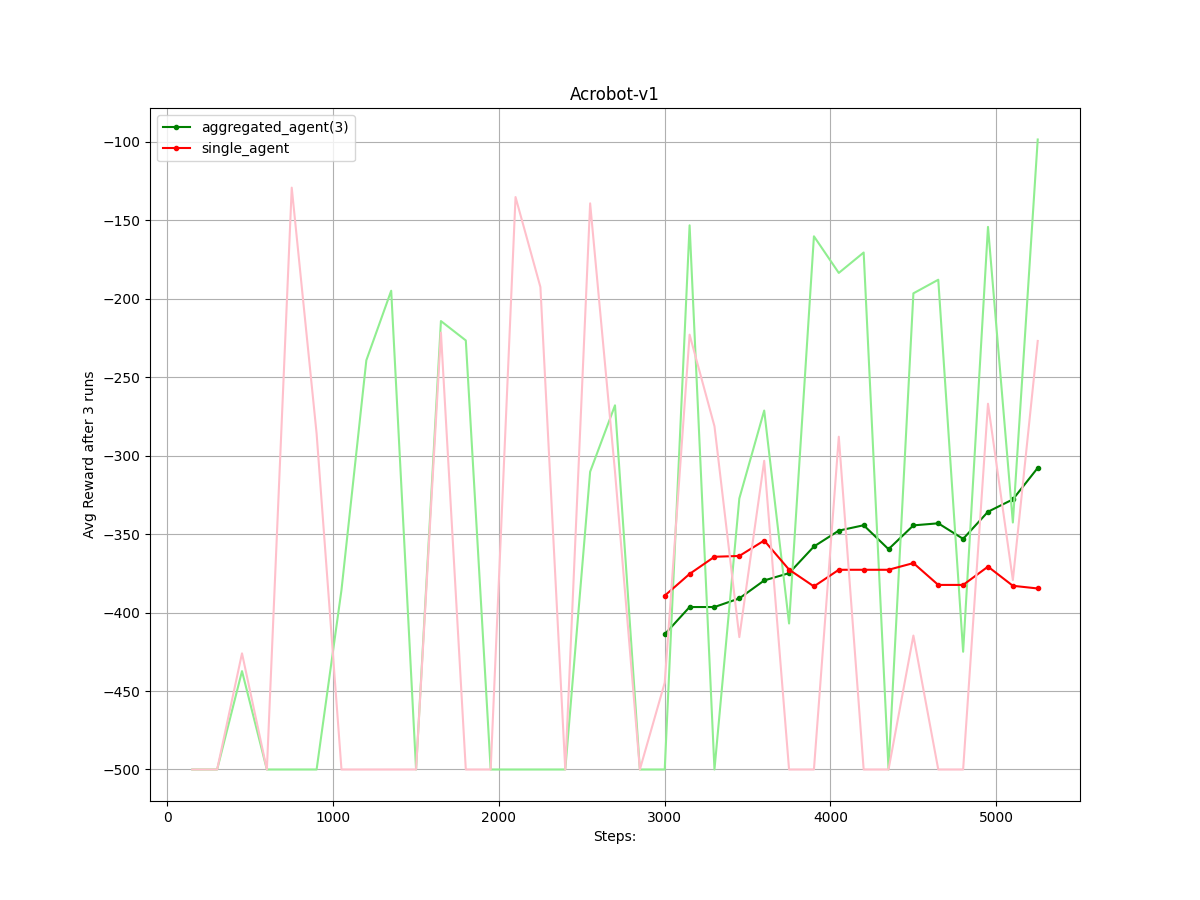 Acrobot-v1
aggregated_agent(3)
single_agent
−100
−150
−200
−250
−300
−350
−400
−450
−500
Avg Reward after 3 runs
0 1000 2000 3000 4000 5000
Steps: